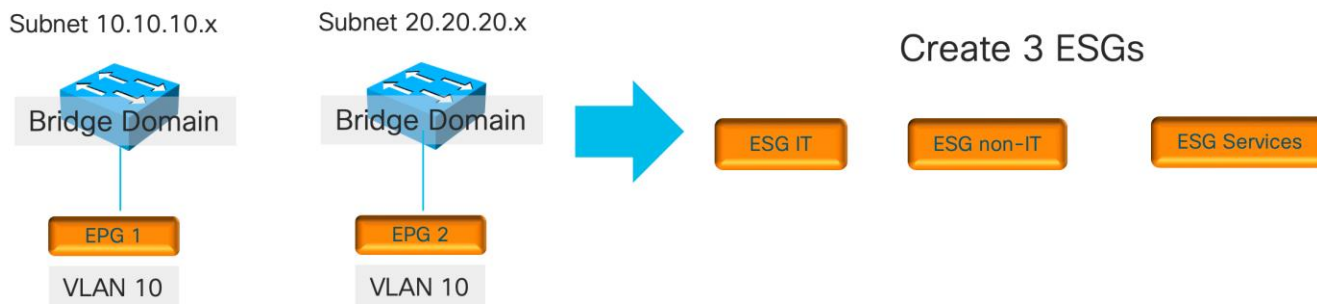 Subnet 10.10.10.x
Bridge Domain
EPG 1
VLAN 10
Subnet 20.20.20.x
Bridge Domain
EPG 2
VLAN 10
Create 3 ESGs
ESG IT
ESG non-IT
ESG Services